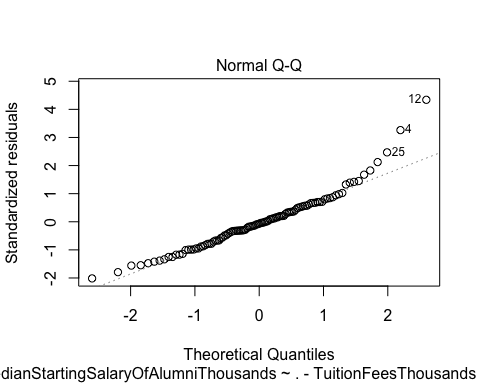 Normal Q-Q
Standardized residuals
5
4
3
2
1
0
-1
-2
12
4
25
-2 -1 0 1 2
Theoretical Quantiles
dianStartingSalaryOfAlumniThousands ~ . - TuitionFeesThousands